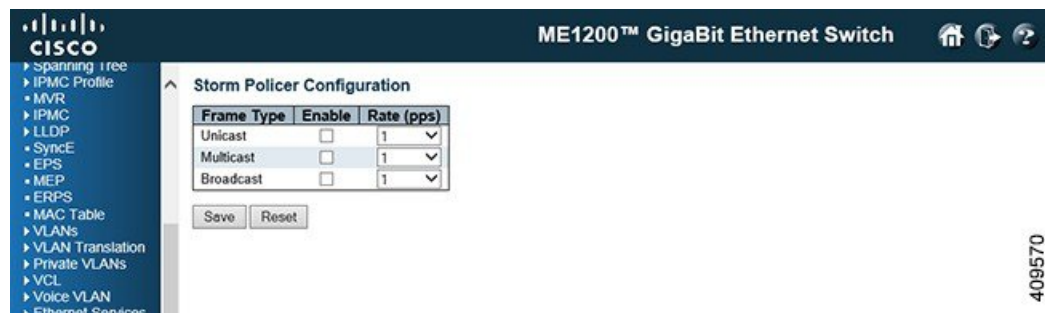 CISCO
ME1200™ GigaBit Ethernet Switch
Spanning Tree
IPMC Profile
MVR
IPMC
LLDP
SyncE
EPS
MEP
ERPS
MAC Table
VLANs
VLAN Translation
Private VLANs
VCL
Voice VLAN
Ethernet Services
Storm Policer Configuration
Frame Type Enable Rate (pps)
Unicast 1
Multicast 1
Broadcast 1
Save Reset
409570